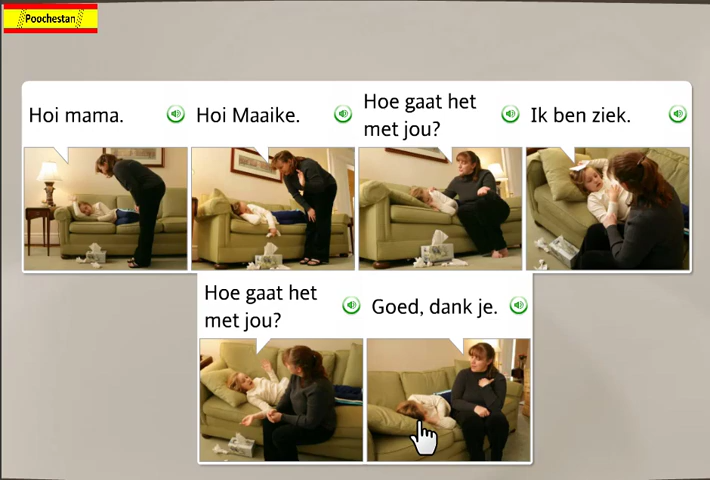 Poochestan
Hoi mama.
Hoi Maaike.
Hoe gaat het
met jou?
Ik ben ziek.
Hoe gaat het
met jou?
Goed, dank je.